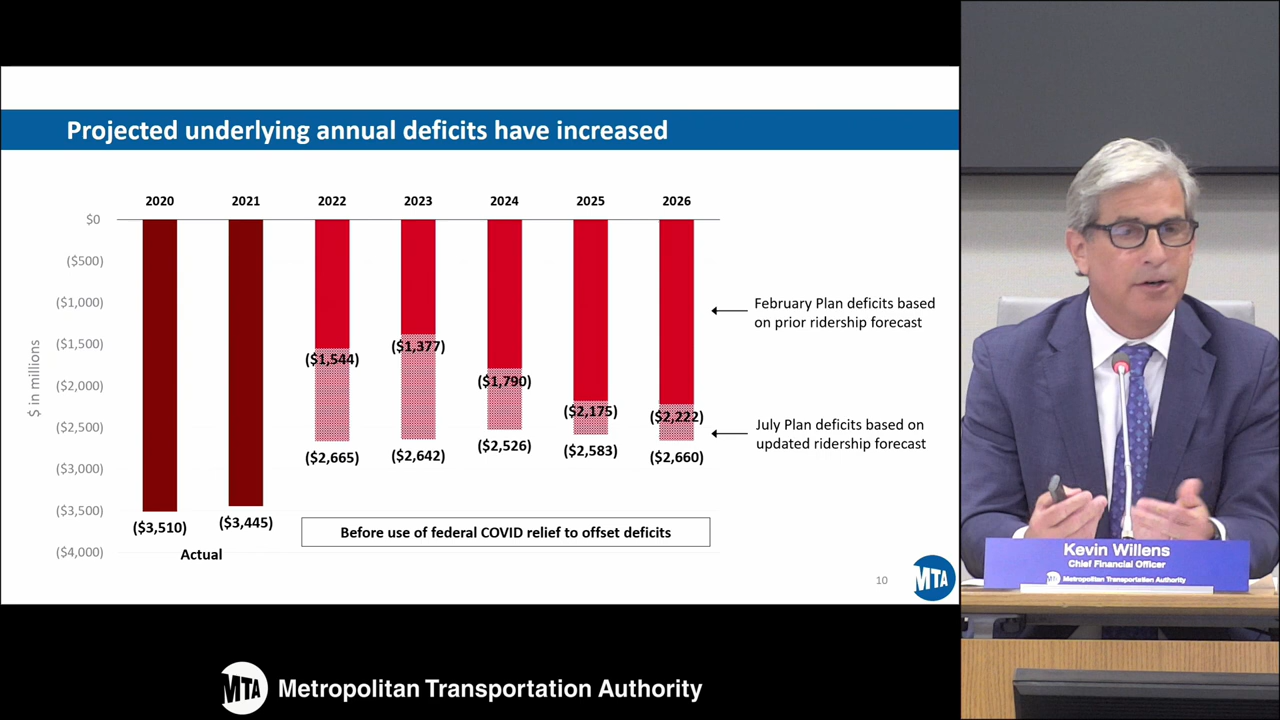 Projected underlying annual deficits have increased
2020 2021 2022 2023 2024 2025 2026
$0
($500)
($1,000)
($1,500)
($2,000)
($2,500)
($3,000)
($3,500)
($4,000)
$ in millions
($1,544) ($1,377) ($1,790) ($2,175) ($2,222)
($2,665) ($2,642) ($2,526) ($2,583) ($2,660)
($3,510) ($3,445)
Actual
February Plan deficits based
on prior ridership forecast
July Plan deficits based on
updated ridership forecast
Before use of federal COVID relief to offset deficits
10
MTA
Kevin Willens
Chief Financial Officer
MTA Metropolitan Transportation Authority
MTA Metropolitan Transportation Authority